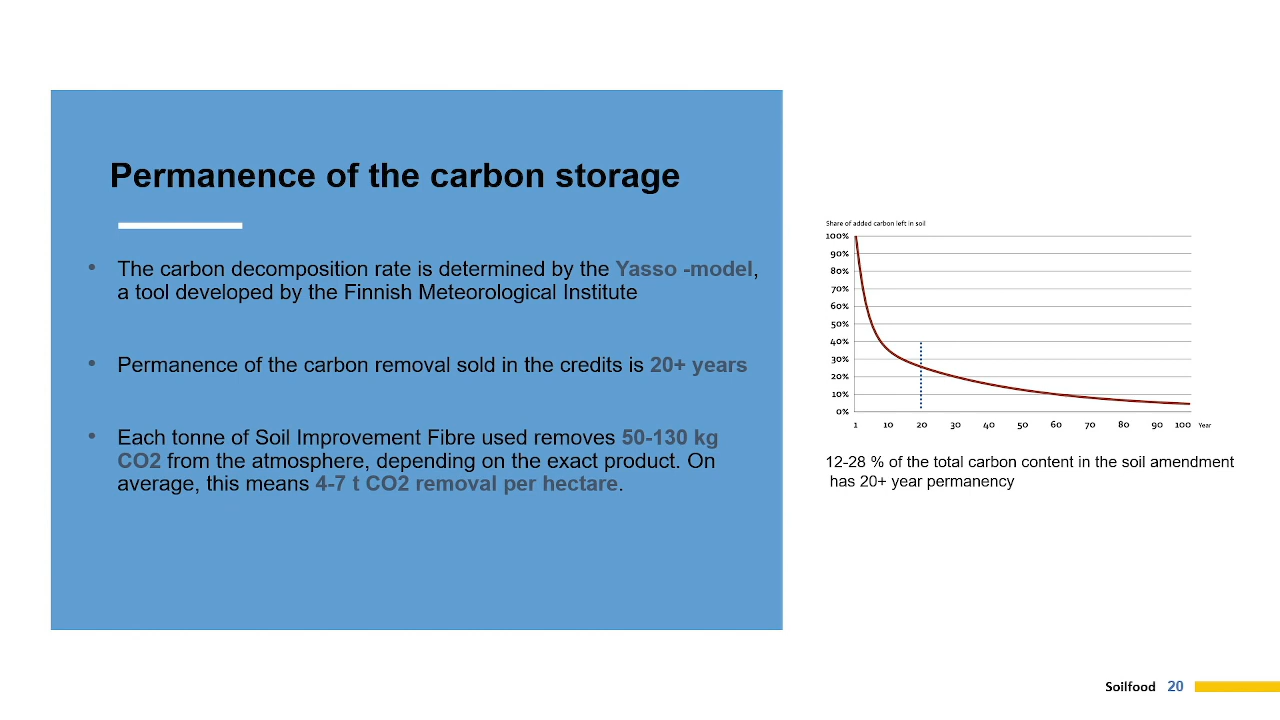 Permanence of the carbon storage
• The carbon decomposition rate is determined by the Yasso -model,
a tool developed by the Finnish Meteorological Institute
• Permanence of the carbon removal sold in the credits is 20+ years
• Each tonne of Soil Improvement Fibre used removes 50-130 kg
CO2 from the atmosphere, depending on the exact product. On
average, this means 4-7 t CO2 removal per hectare.
Share of added carbon left in soil
100%
90%
80%
70%
60%
50%
40%
30%
20%
10%
0%
1 10 20 30 40 50 60 70 80 90 100 Year
12-28 % of the total carbon content in the soil amendment
has 20+ year permanency
Soilfood 20